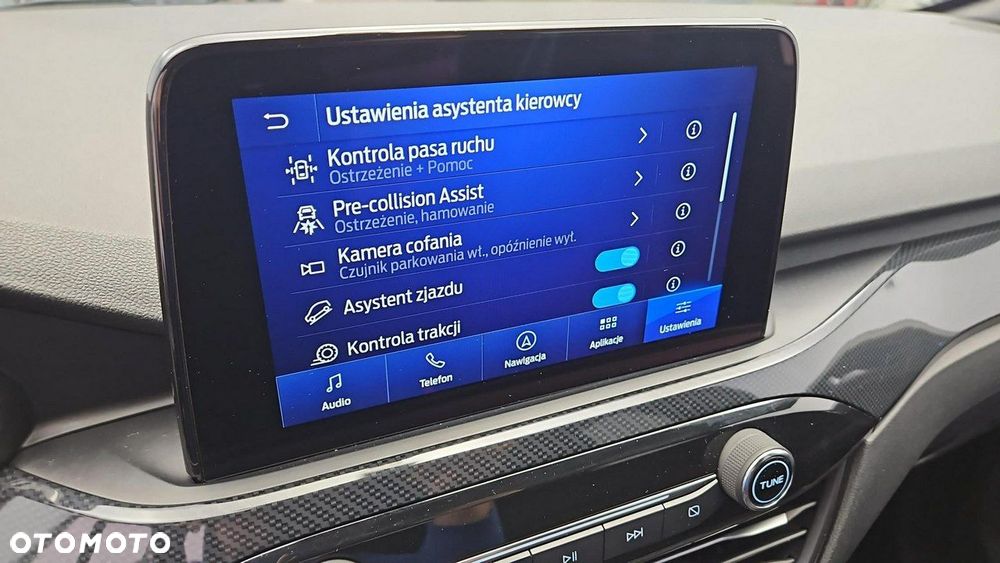 Ustawienia asystenta kierowcy
Kontrola pasa ruchu
Ostrzeżenie + Pomoc
Pre-collision Assist
Ostrzeżenie, hamowanie
Kamera cofania
Czujnik parkowania wł., opóźnienie wył.
Asystent zjazdu
Kontrola trakcji
Audio
Telefon
Nawigacja
Aplikacje
Ustawienia
TUNE
OTOMOTO